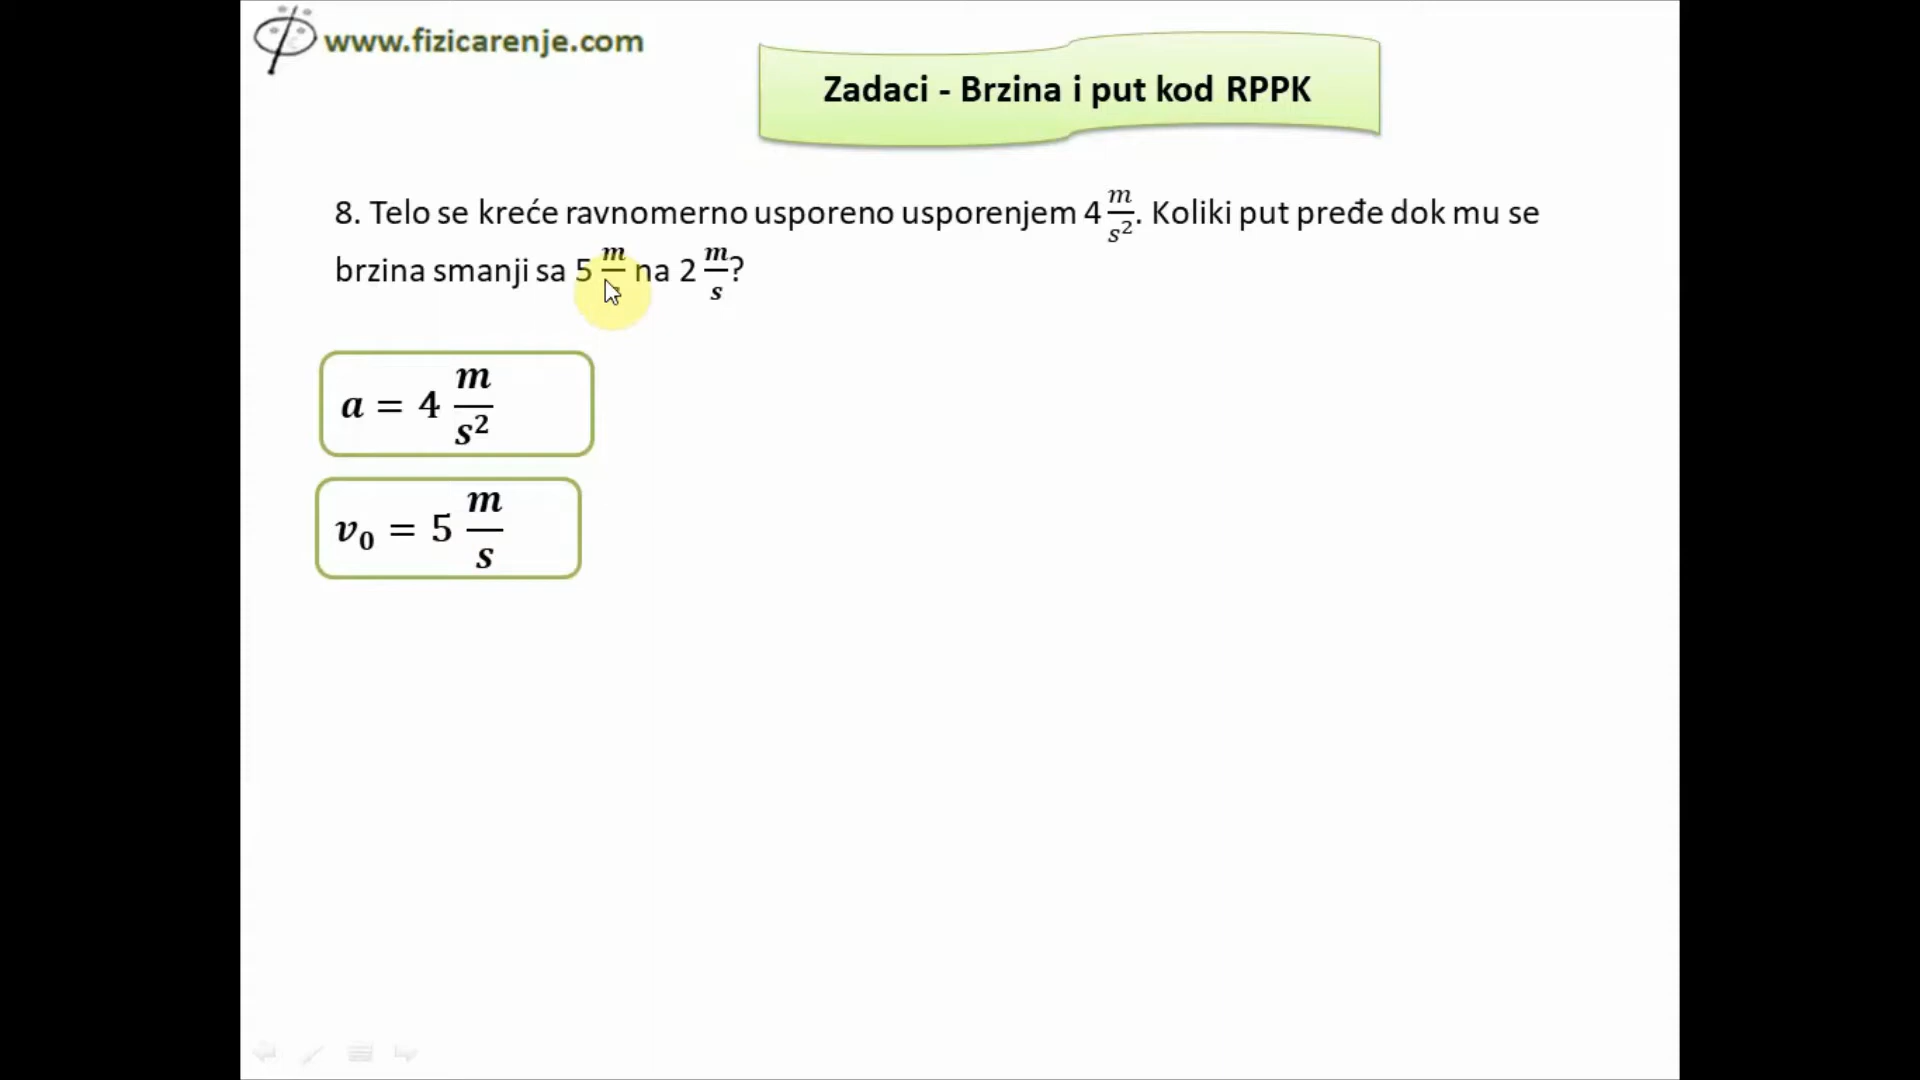 www.fizicarenje.com
Zadaci - Brzina i put kod RPPK
8. Telo se kreće ravnomerno usporeno usporenjem 4 m/s². Koliki put pređe dok mu se
brzina smanji sa 5 m/ na 2 m/s?
a = 4 m/s²
v₀ = 5 m/s